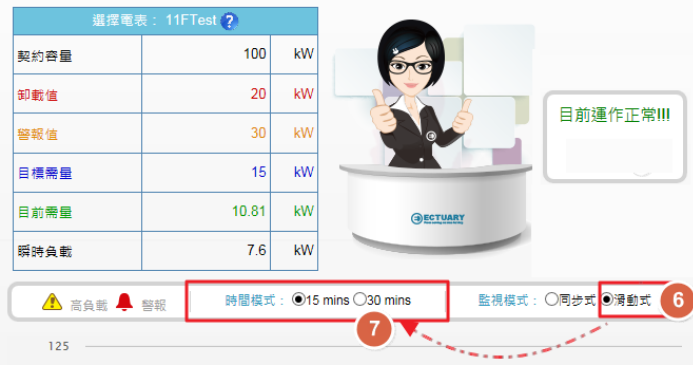 選擇電表： 11FTest ?
契約容量 100 kW
卸載值 20 kW
警報值 30 kW
目標需量 15 kW
目前需量 10.81 kW
瞬時負載 7.6 kW
目前運作正常!!!
ECTUARY
高負載 警報 時間模式： 15 mins 30 mins 監視模式： 同步式 滑動式 6
7
125